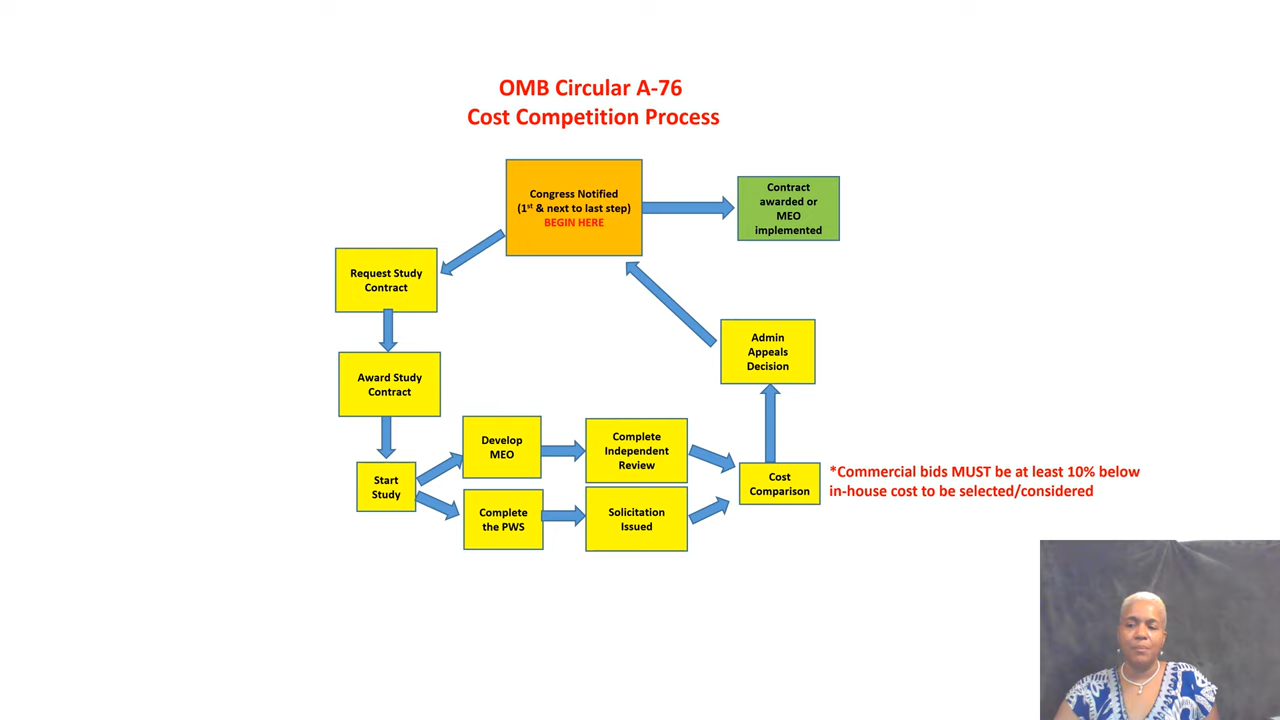 OMB Circular A-76
Cost Competition Process
Congress Notified
(1st & next to last step)
BEGIN HERE
Contract
awarded or
MEO
implemented
Request Study
Contract
Award Study
Contract
Start
Study
Develop
MEO
Complete
Independent
Review
Complete
the PWS
Solicitation
Issued
Cost
Comparison
Admin
Appeals
Decision
*Commercial bids MUST be at least 10% below
in-house cost to be selected/considered